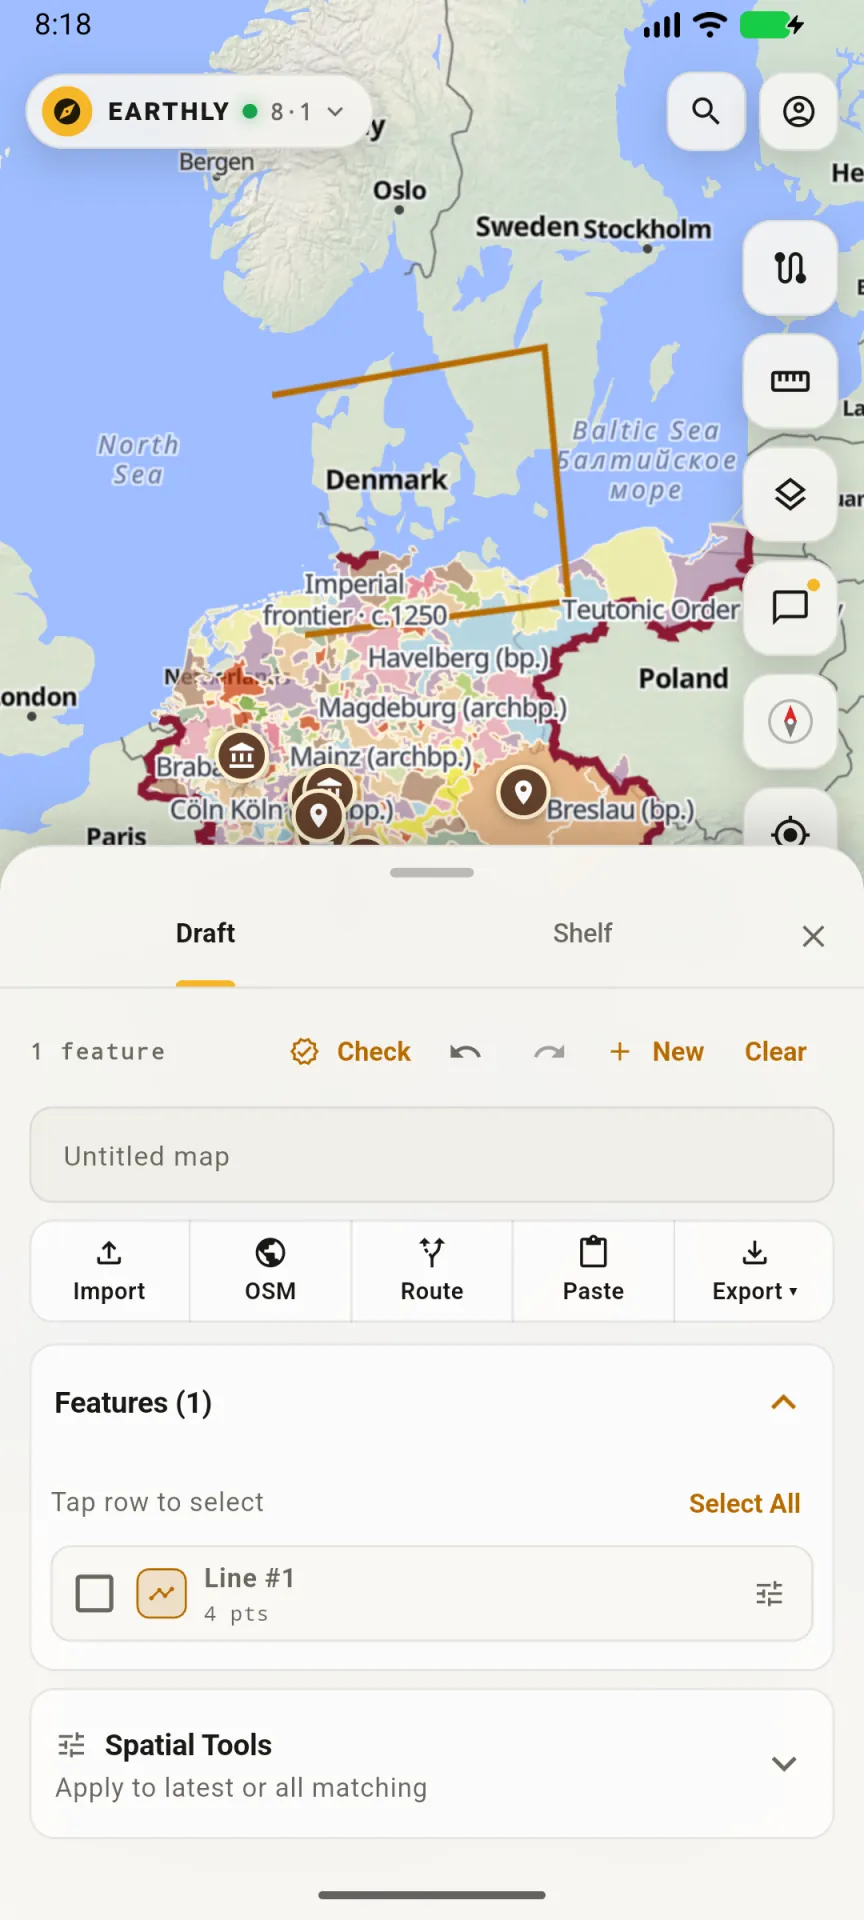 8:18
EARTHLY 8·1
Bergen
Oslo
Sweden
Stockholm
North
Sea
Baltic Sea
Балтийское
море
Denmark
Imperial
frontier · c.1250
Teutonic Order
Havelberg (bp.)
Poland
Magdeburg (archbp.)
Mainz (archbp.)
Cöln Köln
Breslau (bp.)
Paris
Draft
Shelf
1 feature
Check
+ New
Clear
Untitled map
Import
OSM
Route
Paste
Export ▾
Features (1)
Tap row to select
Select All
Line #1
4 pts
Spatial Tools
Apply to latest or all matching